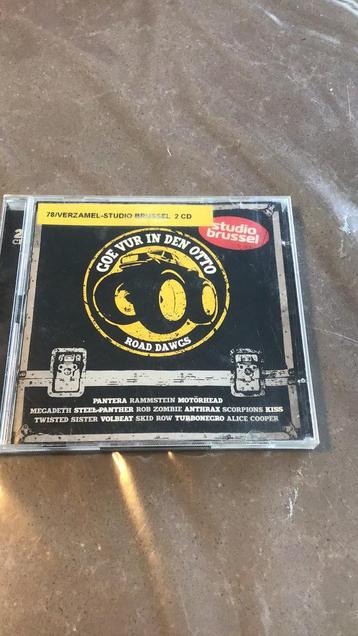 78/VERZAMEL-STUDIO BRUSSEL 2 CD
studio
brussel
GOE VUR IN DEN OTTO
ROAD DAWGS
PANTERA RAMMSTEIN MOTÖRHEAD
MEGADETH STEEL PANTHER ROB ZOMBIE ANTHRAX SCORPIONS KISS
TWISTED SISTER VOLBEAT SKID ROW TURBONEGRO ALICE COOPER